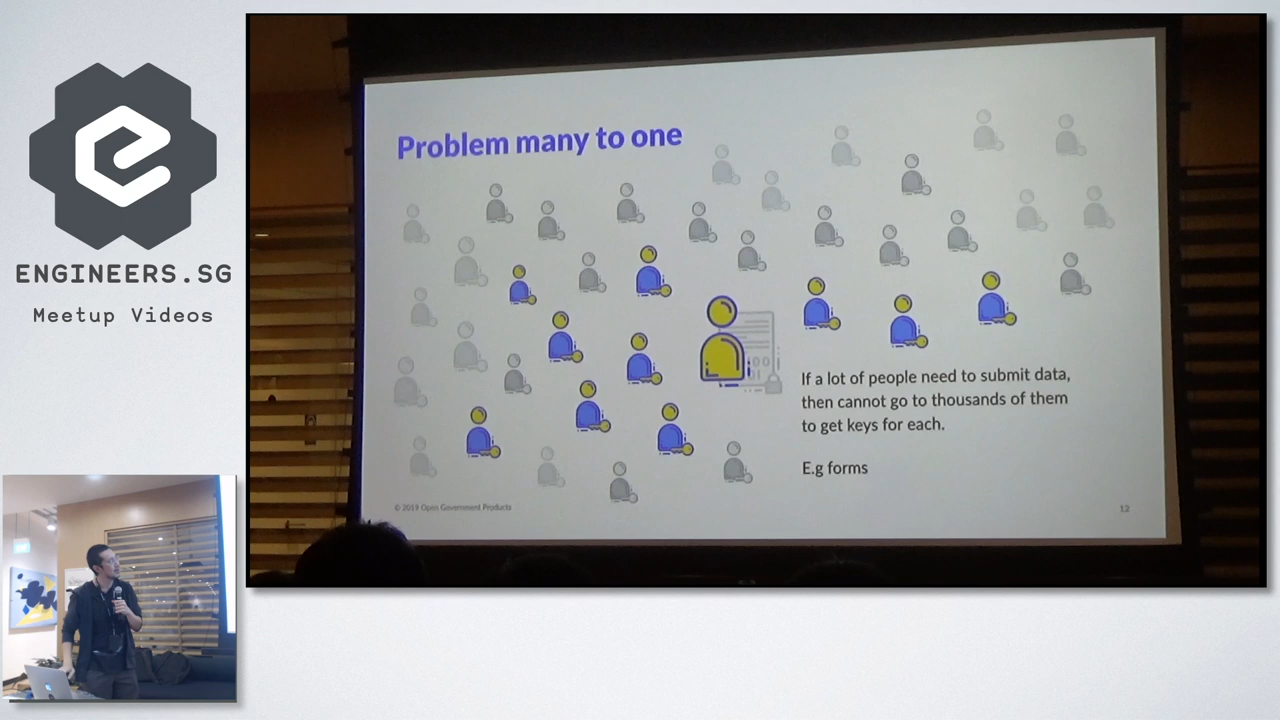 ENGINEERS.SG
Meetup Videos
Problem many to one
If a lot of people need to submit data,
then cannot go to thousands of them
to get keys for each.
E.g forms
© 2019 Open Government Products
12